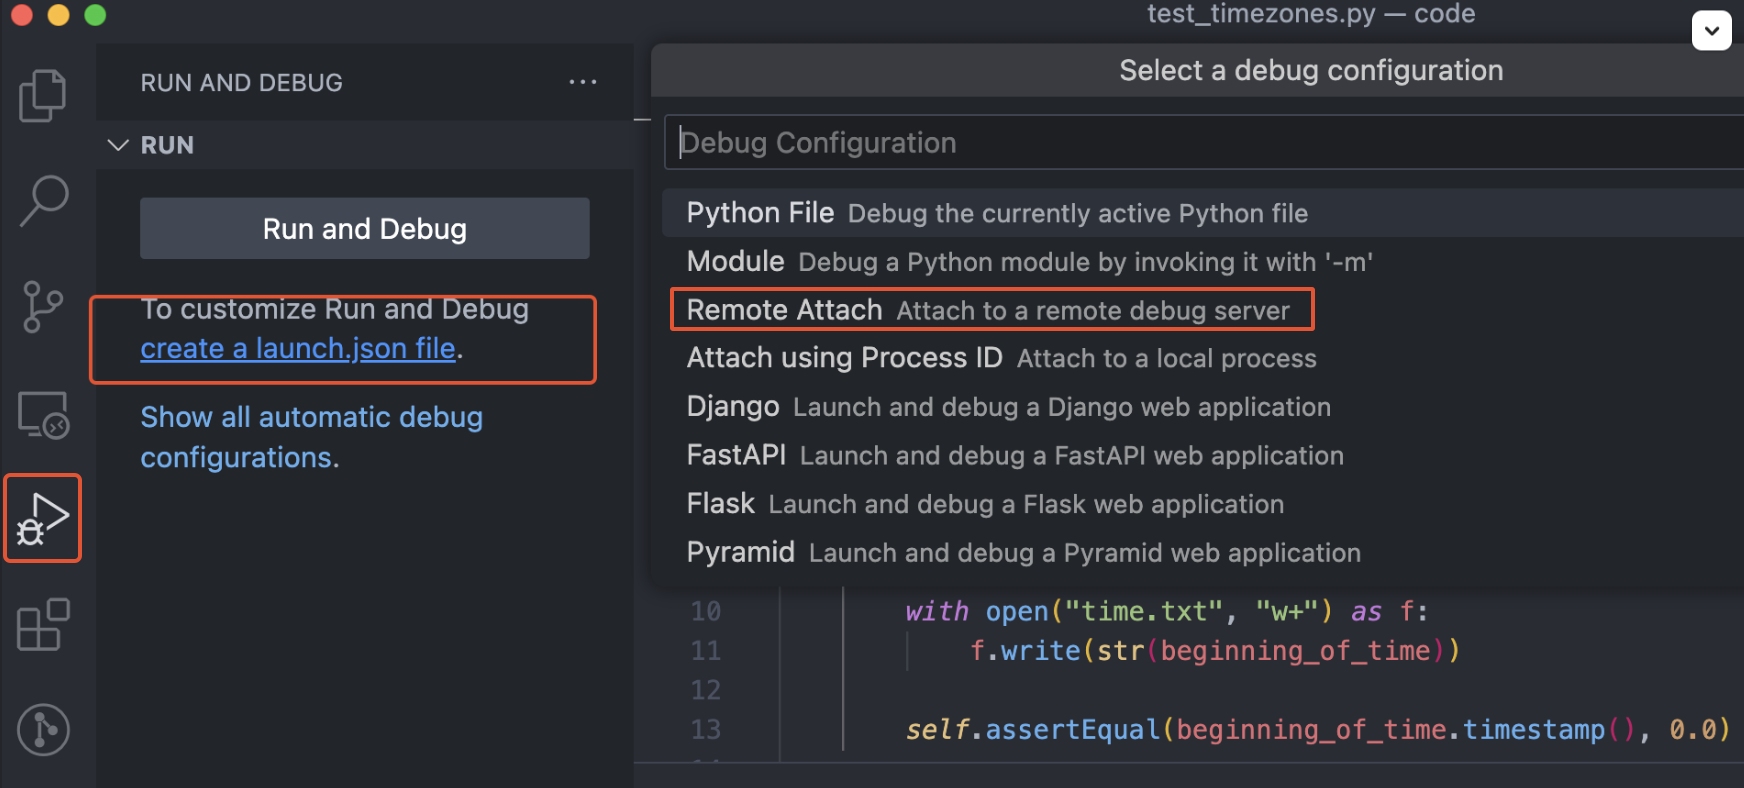 test_timezones.py — code
RUN AND DEBUG
RUN
Run and Debug
To customize Run and Debug
create a launch.json file.
Show all automatic debug
configurations.
Select a debug configuration
Debug Configuration
Python File Debug the currently active Python file
Module Debug a Python module by invoking it with '-m'
Remote Attach Attach to a remote debug server
Attach using Process ID Attach to a local process
Django Launch and debug a Django web application
FastAPI Launch and debug a FastAPI web application
Flask Launch and debug a Flask web application
Pyramid Launch and debug a Pyramid web application
10 with open("time.txt", "w+") as f:
11 f.write(str(beginning_of_time))
12
13 self.assertEqual(beginning_of_time.timestamp(), 0.0)